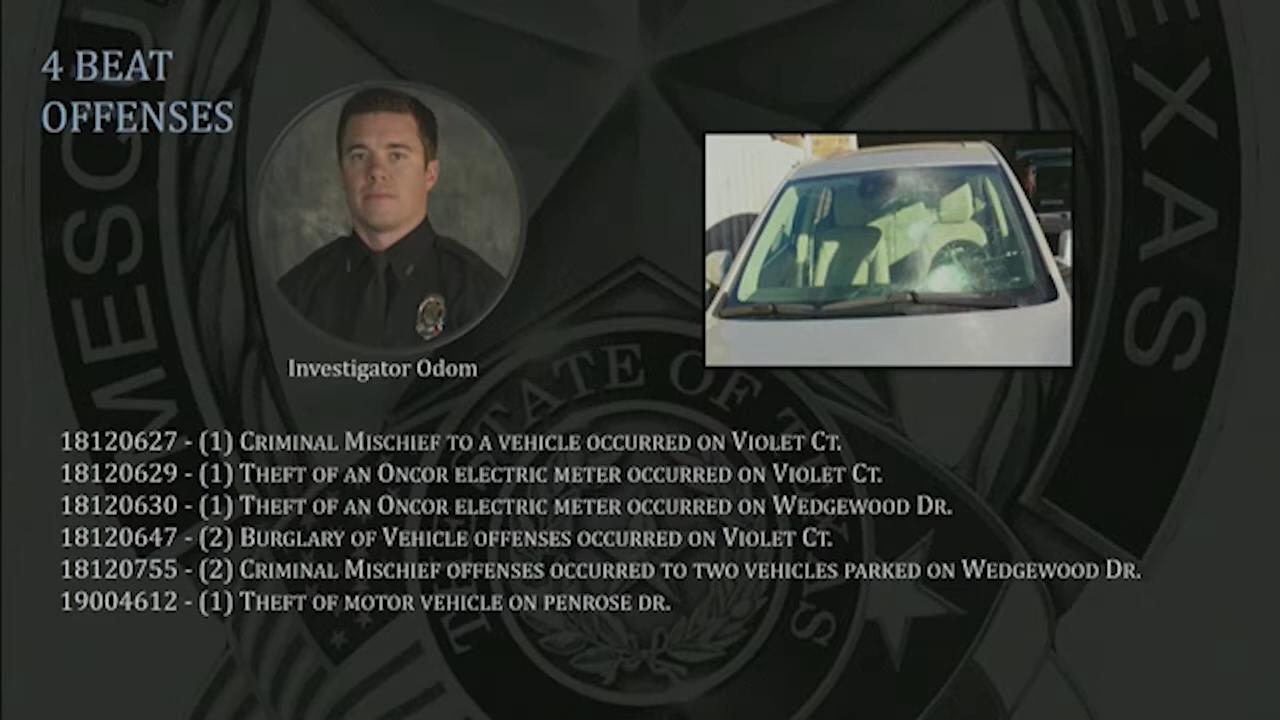 4 BEAT
OFFENSES
Investigator Odom
18120627 - (1) CRIMINAL MISCHIEF TO A VEHICLE OCCURRED ON VIOLET CT.
18120629 - (1) THEFT OF AN ONCOR ELECTRIC METER OCCURRED ON VIOLET CT.
18120630 - (1) THEFT OF AN ONCOR ELECTRIC METER OCCURRED ON WEDGEWOOD DR.
18120647 - (2) BURGLARY OF VEHICLE OFFENSES OCCURRED ON VIOLET CT.
18120755 - (2) CRIMINAL MISCHIEF OFFENSES OCCURRED TO TWO VEHICLES PARKED ON WEDGEWOOD DR.
19004612 - (1) THEFT OF MOTOR VEHICLE ON PENROSE DR.
STATE OF